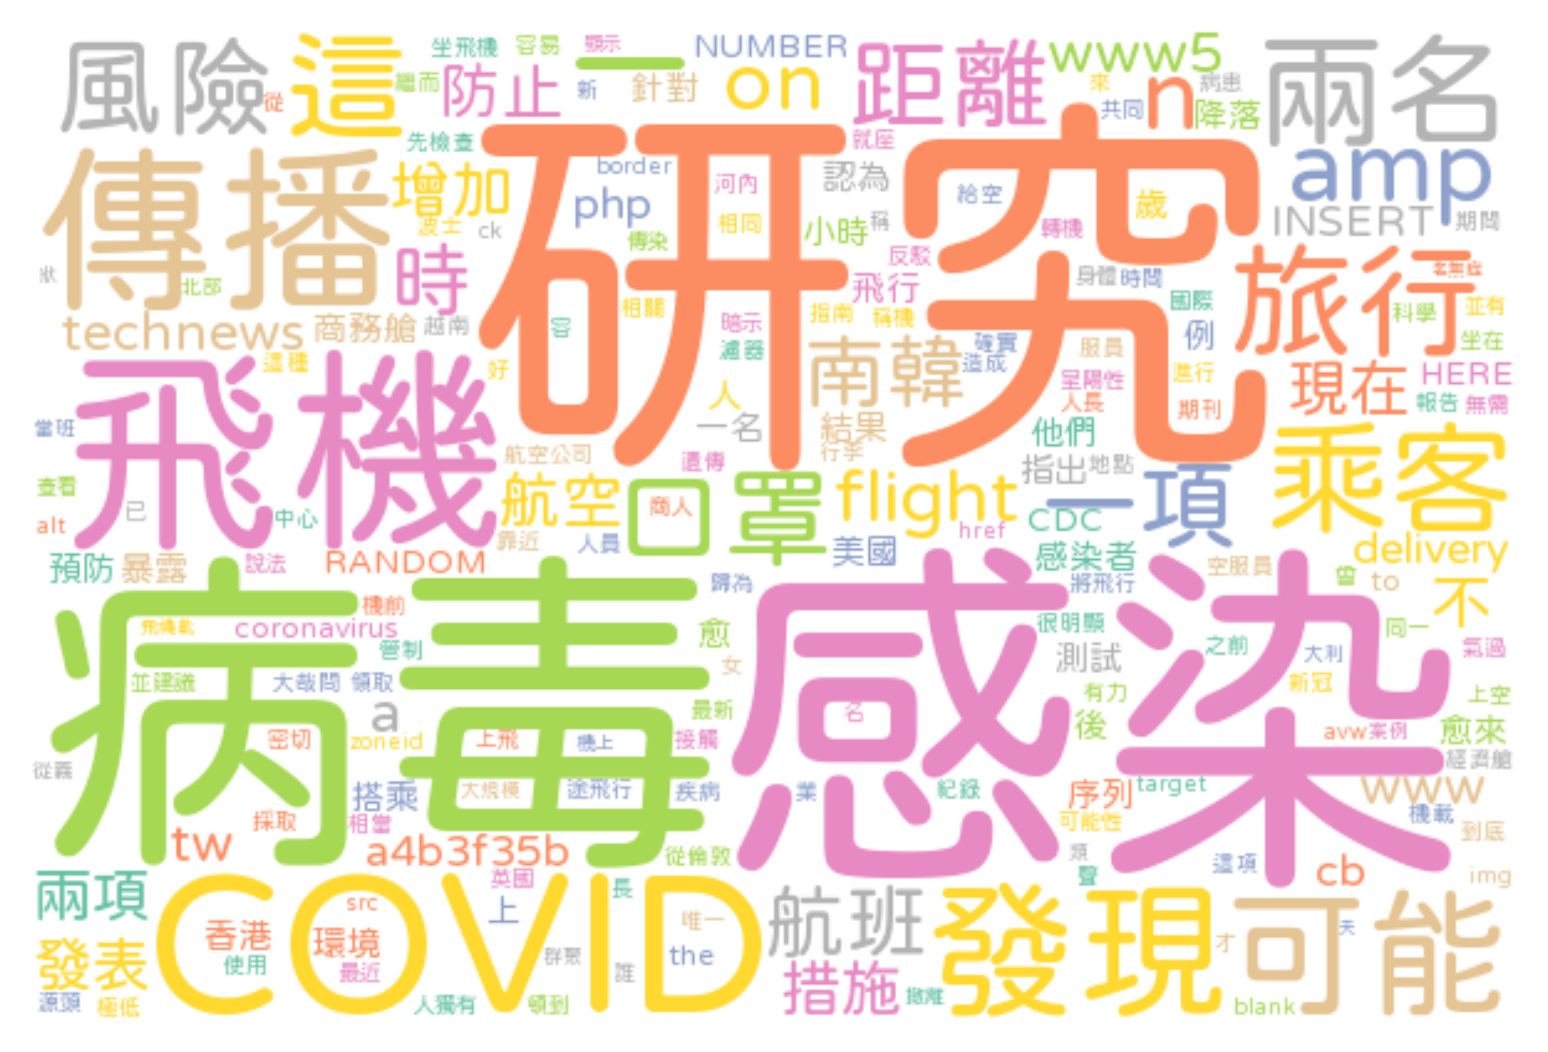 風險
從
這
坐飛機
容易
顯示
一
繼而
防止
新
針對
NUMBER
on
距離
www5
來
病患
共同
n
降落
兩名
先檢查
就座
傳播
增加
波士
ck
研究
border
php
河內
相同
傳染
認為
小時
稱
給空
歲
轉機
反駁
amp
INSERT
期間
狀
北部
時
飛行
身體
時間
國際
旅行
科學
並有
technews
商務艙
越南
相關
暗示
濾器
指南
稱機
南韓
確實
造成
例
服員
坐在
這種
好
飛機
人
一名
結果
行李
呈陽性
人長
進行
期刊
現在
HERE
報告
無需
當班
航空公司
遺傳
他們
指出
地點
一項
乘客
查看
已
alt
中心
航空
口罩
商人
flight
href
CDC
靠近
人員
美國
感染者
delivery
預防
暴露
說法
RANDOM
歸為
將飛行
空服員
曾
to
不
病毒
機前
coronavirus
管制
愈
女
感染
很明顯
測試
之前
大利
同一
氣過
並建議
大哉問
領取
a
最新
名
有力
後
新冠
上空
密切
zoneid
上飛
機上
接觸
avw
案例
愈來
從義
搭乘
大規模
途飛行
疾病
業
紀錄
序列
target
經濟艙
www
採取
相當
可能性
機載
到底
tw
a4b3f35b
從倫敦
類
聲
這項
cb
img
兩項
COVID
英國
上
長
航班
發現
可能
src
香港
環境
唯一
才
天
發表
使用
最近
群聚
誰
the
措施
撤離
源頭
極低
人獨有
頓到
blank